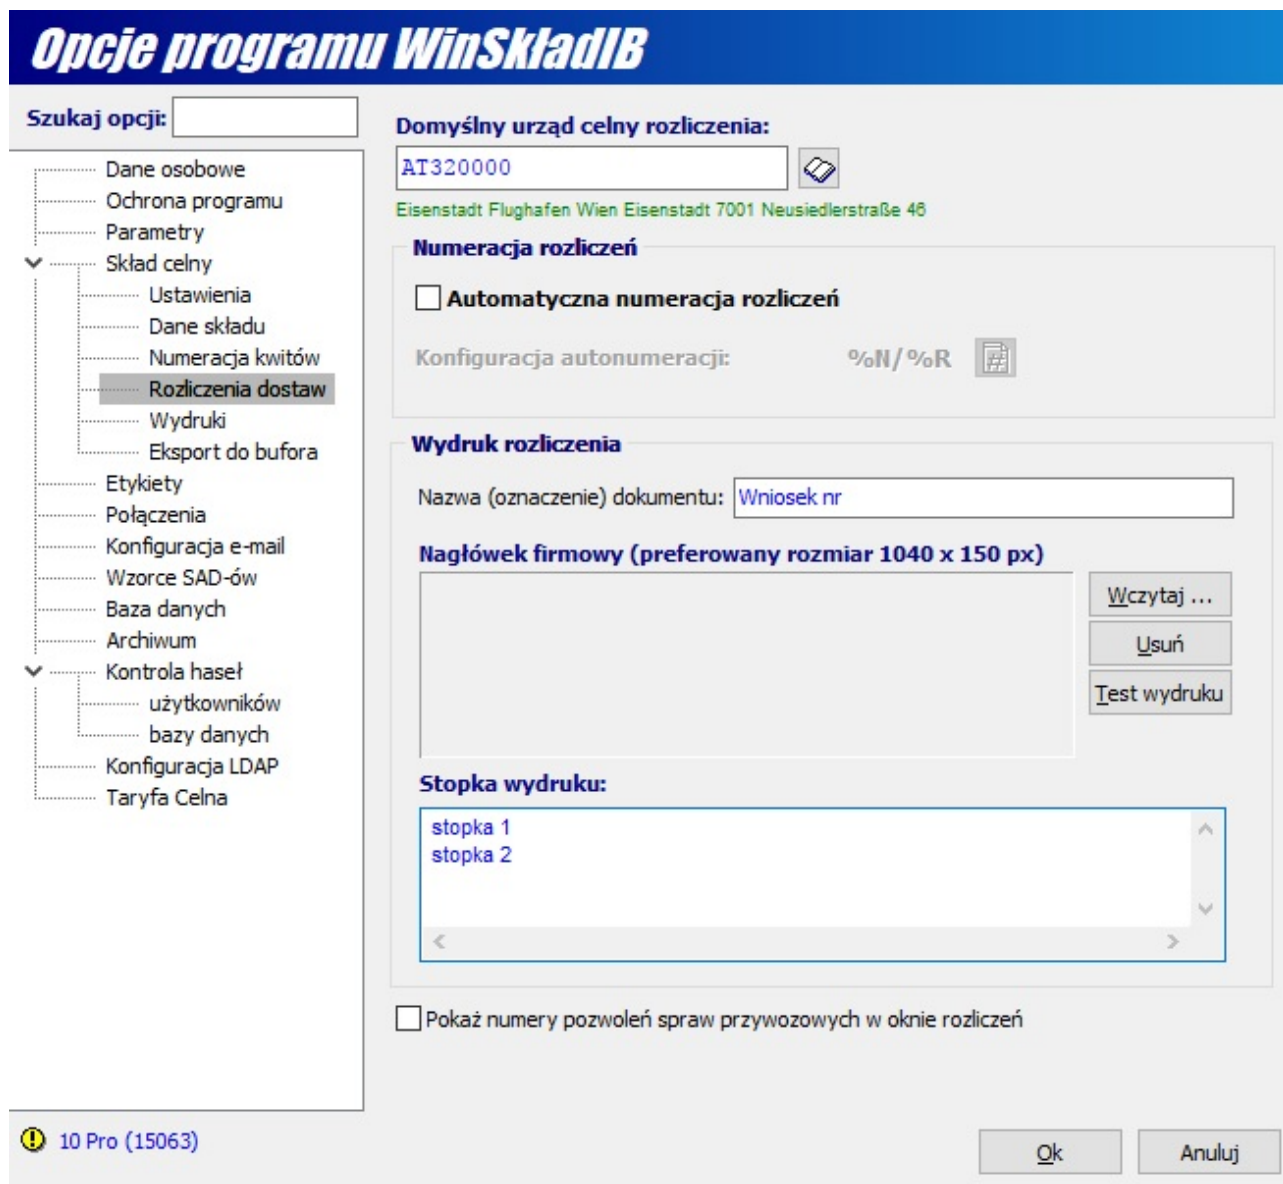 Opcje programu WinSkładIB
Szukaj opcji:
Dane osobowe
Ochrona programu
Parametry
Skład celny
Ustawienia
Dane składu
Numeracja kwitów
Rozliczenia dostaw
Wydruki
Eksport do bufora
Etykiety
Połączenia
Konfiguracja e-mail
Wzorce SAD-ów
Baza danych
Archiwum
Kontrola haseł
użytkowników
bazy danych
Konfiguracja LDAP
Taryfa Celna
Domyślny urząd celny rozliczenia:
AT320000
Eisenstadt Flughafen Wien Eisenstadt 7001 Neusiedlerstraße 46
Numeracja rozliczeń
Automatyczna numeracja rozliczeń
Konfiguracja autonumeracji: %N/%R
Wydruk rozliczenia
Nazwa (oznaczenie) dokumentu: Wniosek nr
Nagłówek firmowy (preferowany rozmiar 1040 x 150 px)
Wczytaj ...
Usuń
Test wydruku
Stopka wydruku:
stopka 1
stopka 2
Pokaż numery pozwoleń spraw przywozowych w oknie rozliczeń
10 Pro (15063)
Ok
Anuluj